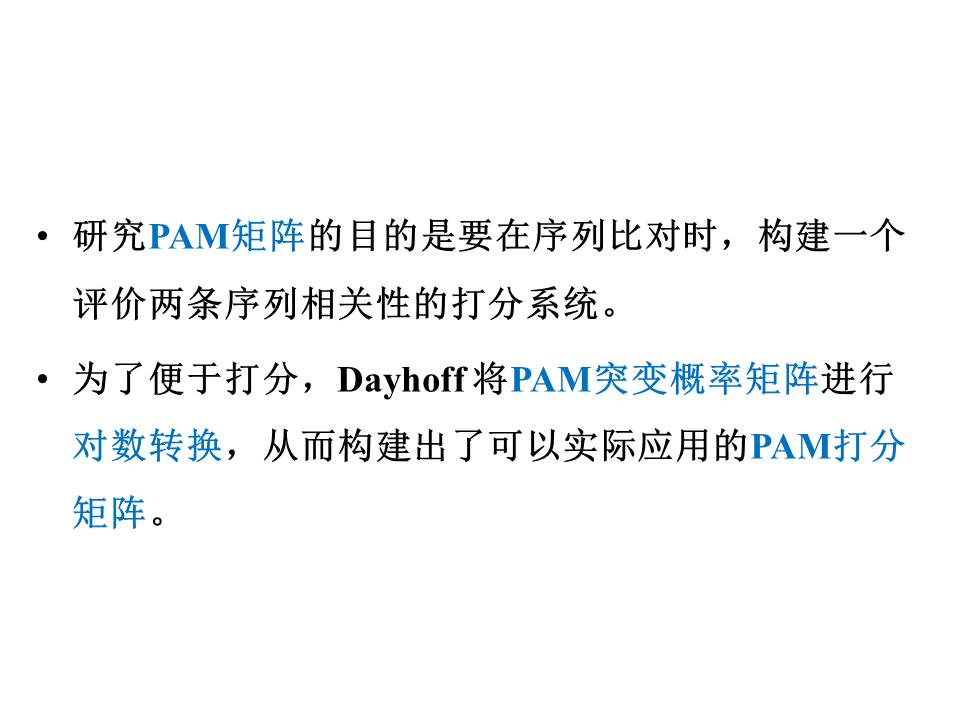 • 研究PAM矩阵的目的是要在序列比对时，构建一个
评价两条序列相关性的打分系统。
• 为了便于打分，Dayhoff将PAM突变概率矩阵进行
对数转换，从而构建出了可以实际应用的PAM打分
矩阵。